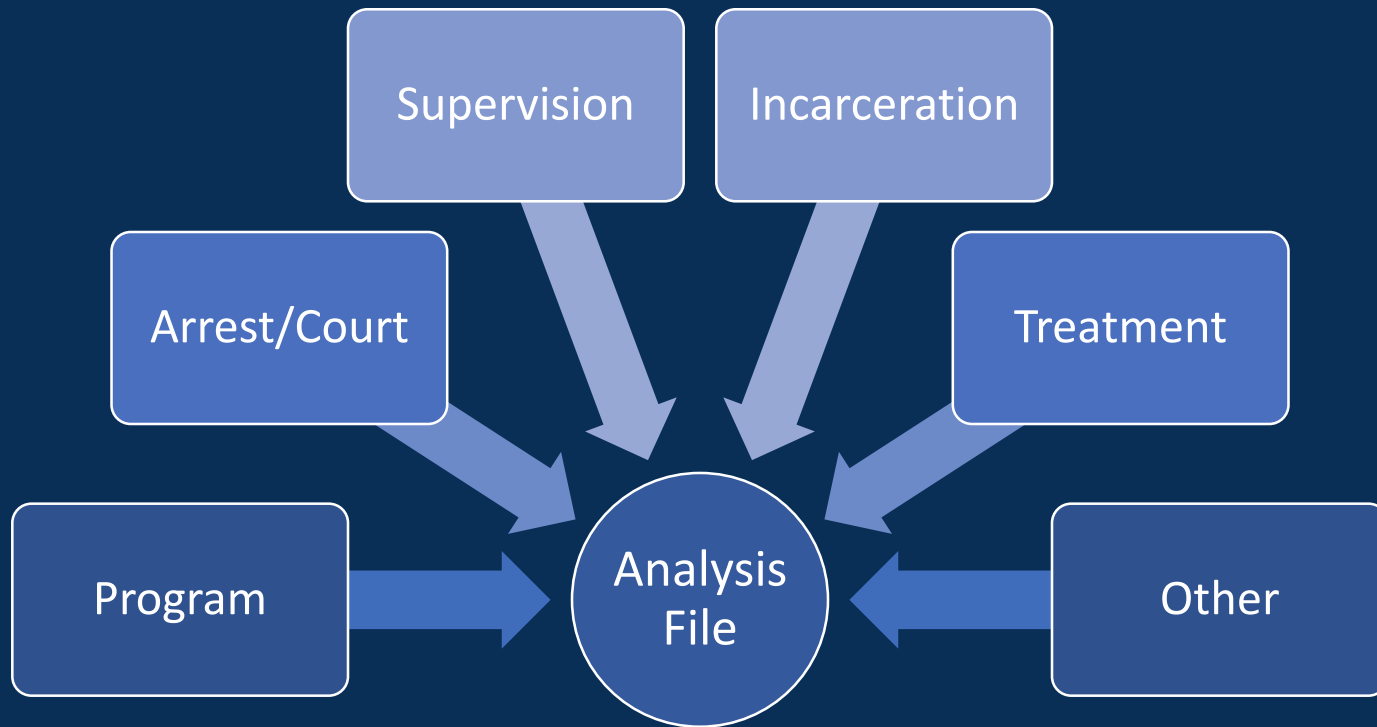 Supervision
Incarceration
Arrest/Court
Treatment
Program
Analysis
File
Other